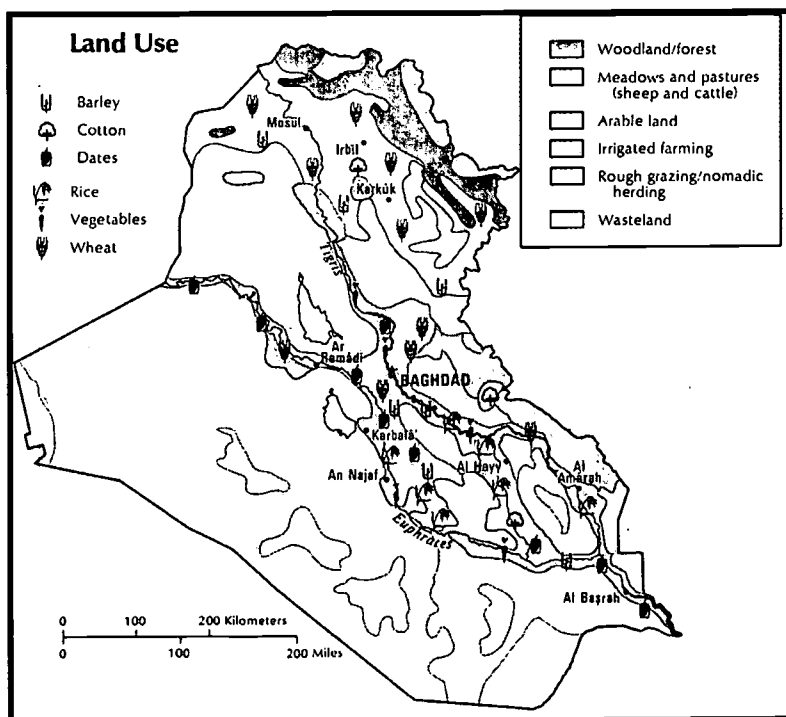 Land Use
Barley
Cotton
Dates
Rice
Vegetables
Wheat
Woodland/forest
Meadows and pastures
(sheep and cattle)
Arable land
Irrigated farming
Rough grazing/nomadic
herding
Wasteland
Mosul
Irbīl
Karkūk
Tigris
Ar
Ramādī
BAGHDAD
Karbalā'
An Najaf
Al Hayy
Al
Amārah
Euphrates
Al Baṣrah
0 100 200 Kilometers
0 100 200 Miles